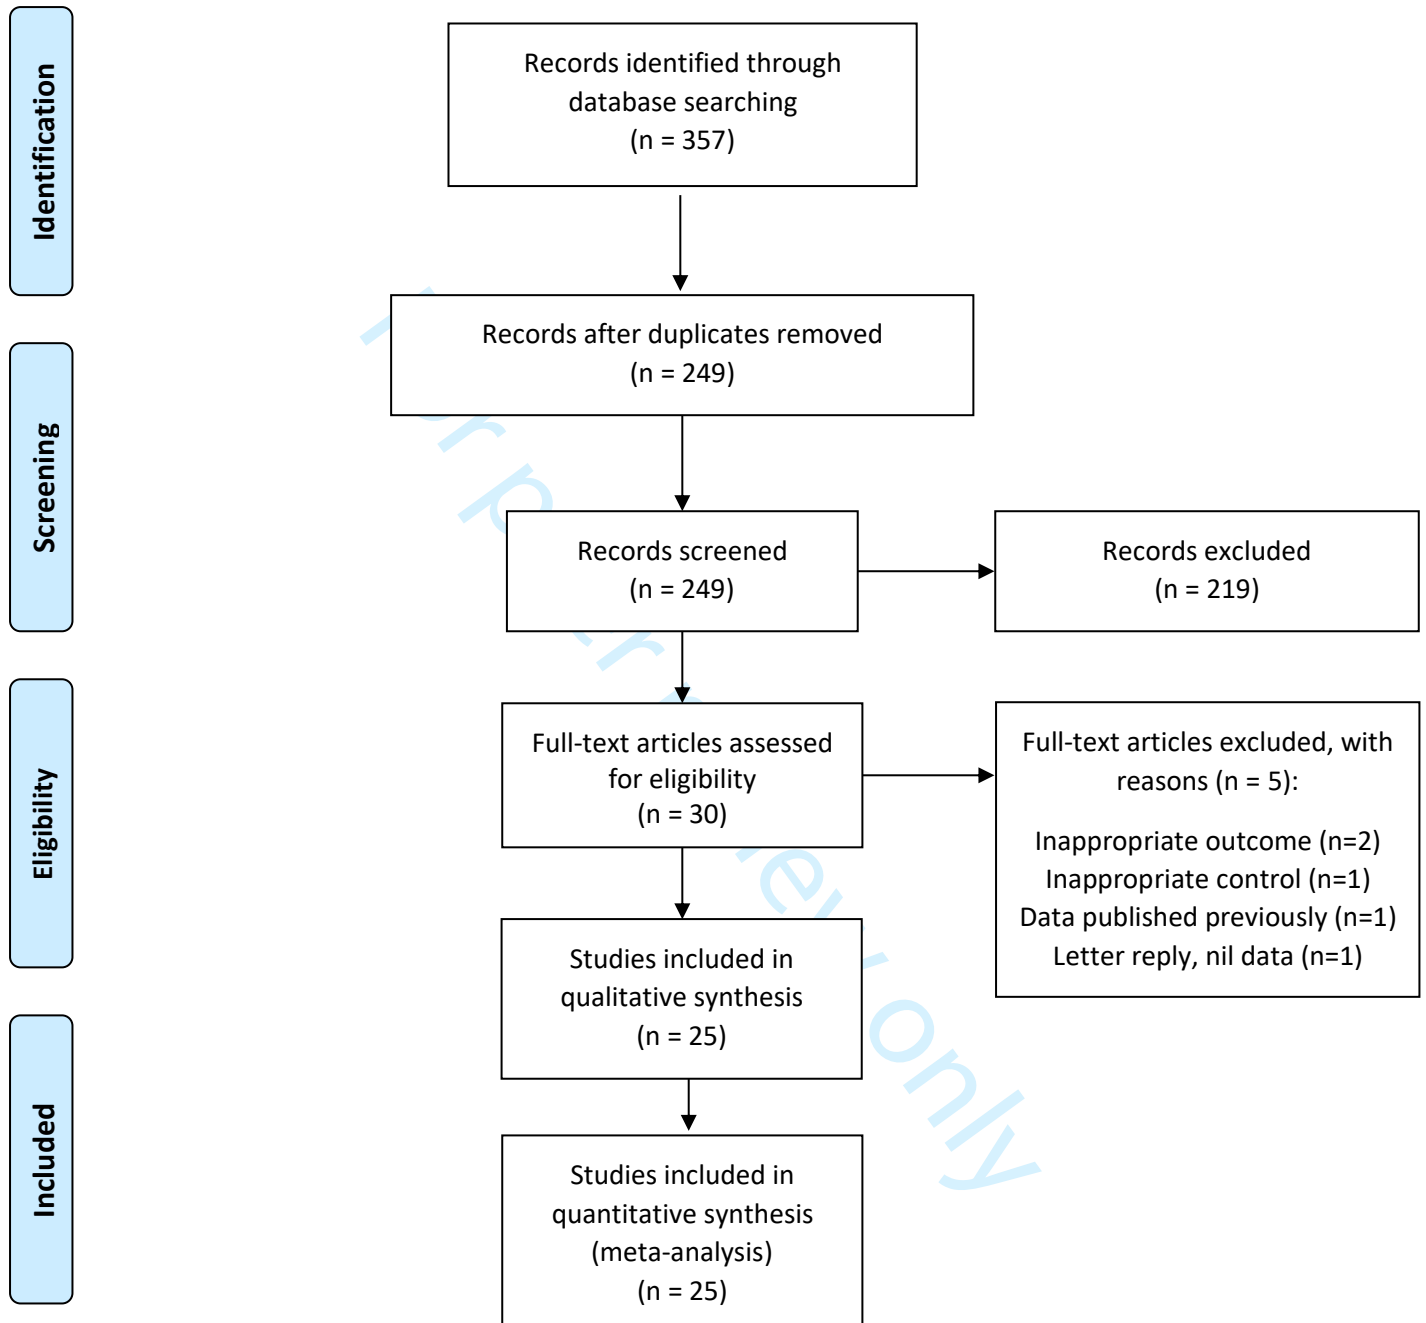 Identification
Records identified through
database searching
(n = 357)
Records after duplicates removed
(n = 249)
Screening
Records screened
(n = 249)
Records excluded
(n = 219)
Eligibility
Full-text articles assessed
for eligibility
(n = 30)
Full-text articles excluded, with
reasons (n = 5):
Inappropriate outcome (n=2)
Inappropriate control (n=1)
Data published previously (n=1)
Letter reply, nil data (n=1)
Studies included in
qualitative synthesis
(n = 25)
Included
Studies included in
quantitative synthesis
(meta-analysis)
(n = 25)
only